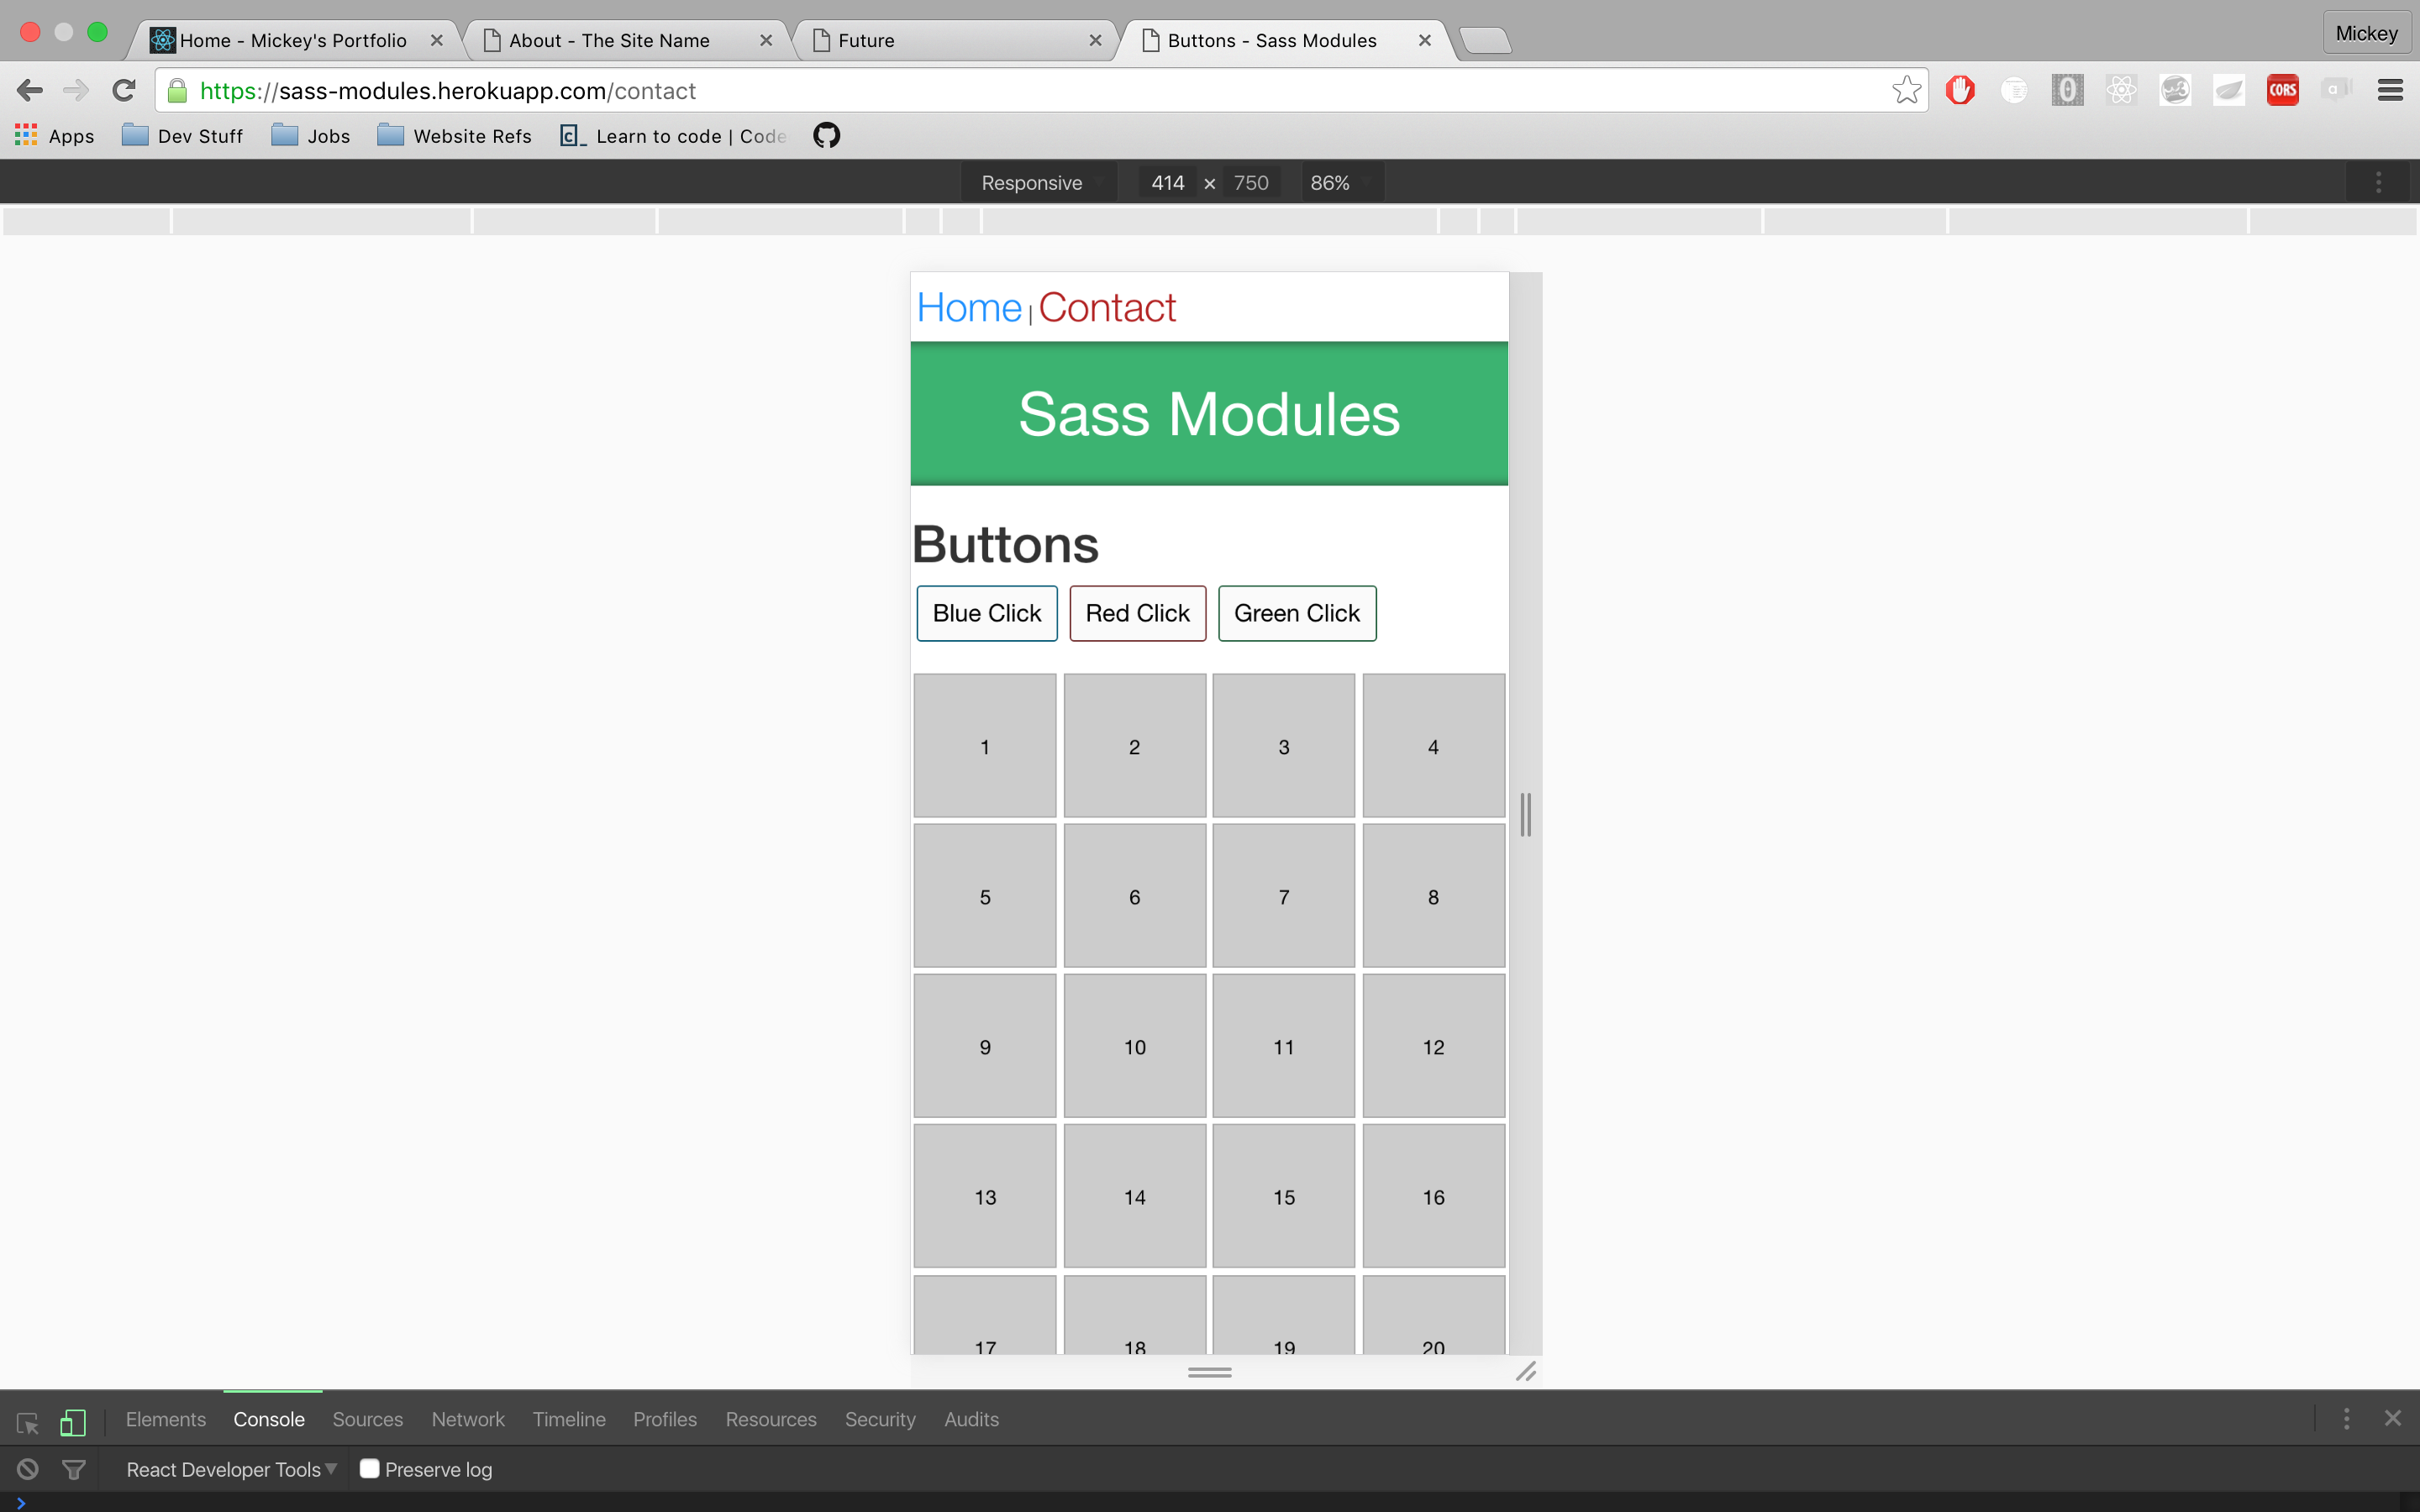 Home - Mickey's Portfolio
About - The Site Name
Future
Buttons - Sass Modules
Mickey
https://sass-modules.herokuapp.com/contact
0
CORS
a
Apps
Dev Stuff
Jobs
Website Refs
C_ Learn to code | Code
Responsive 414 × 750 86%
Home | Contact
Sass Modules
Buttons
Blue Click Red Click Green Click
1 2 3 4
5 6 7 8
9 10 11 12
13 14 15 16
17 18 19 20
Elements Console Sources Network Timeline Profiles Resources Security Audits
React Developer Tools Preserve log